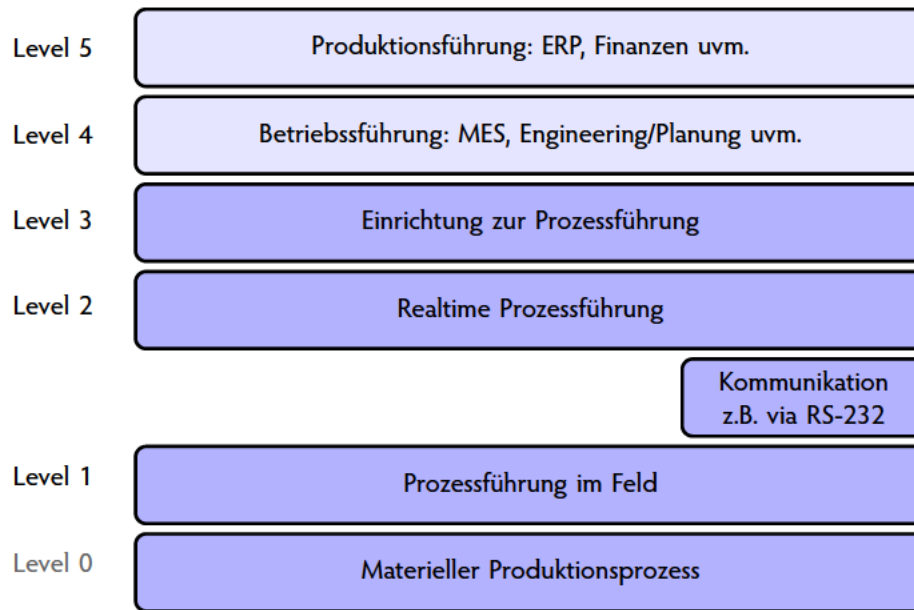 Level 5
Produktionsführung: ERP, Finanzen uvm.
Level 4
Betriebssführung: MES, Engineering/Planung uvm.
Level 3
Einrichtung zur Prozessführung
Level 2
Realtime Prozessführung
Kommunikation
z.B. via RS-232
Level 1
Prozessführung im Feld
Level 0
Materieller Produktionsprozess